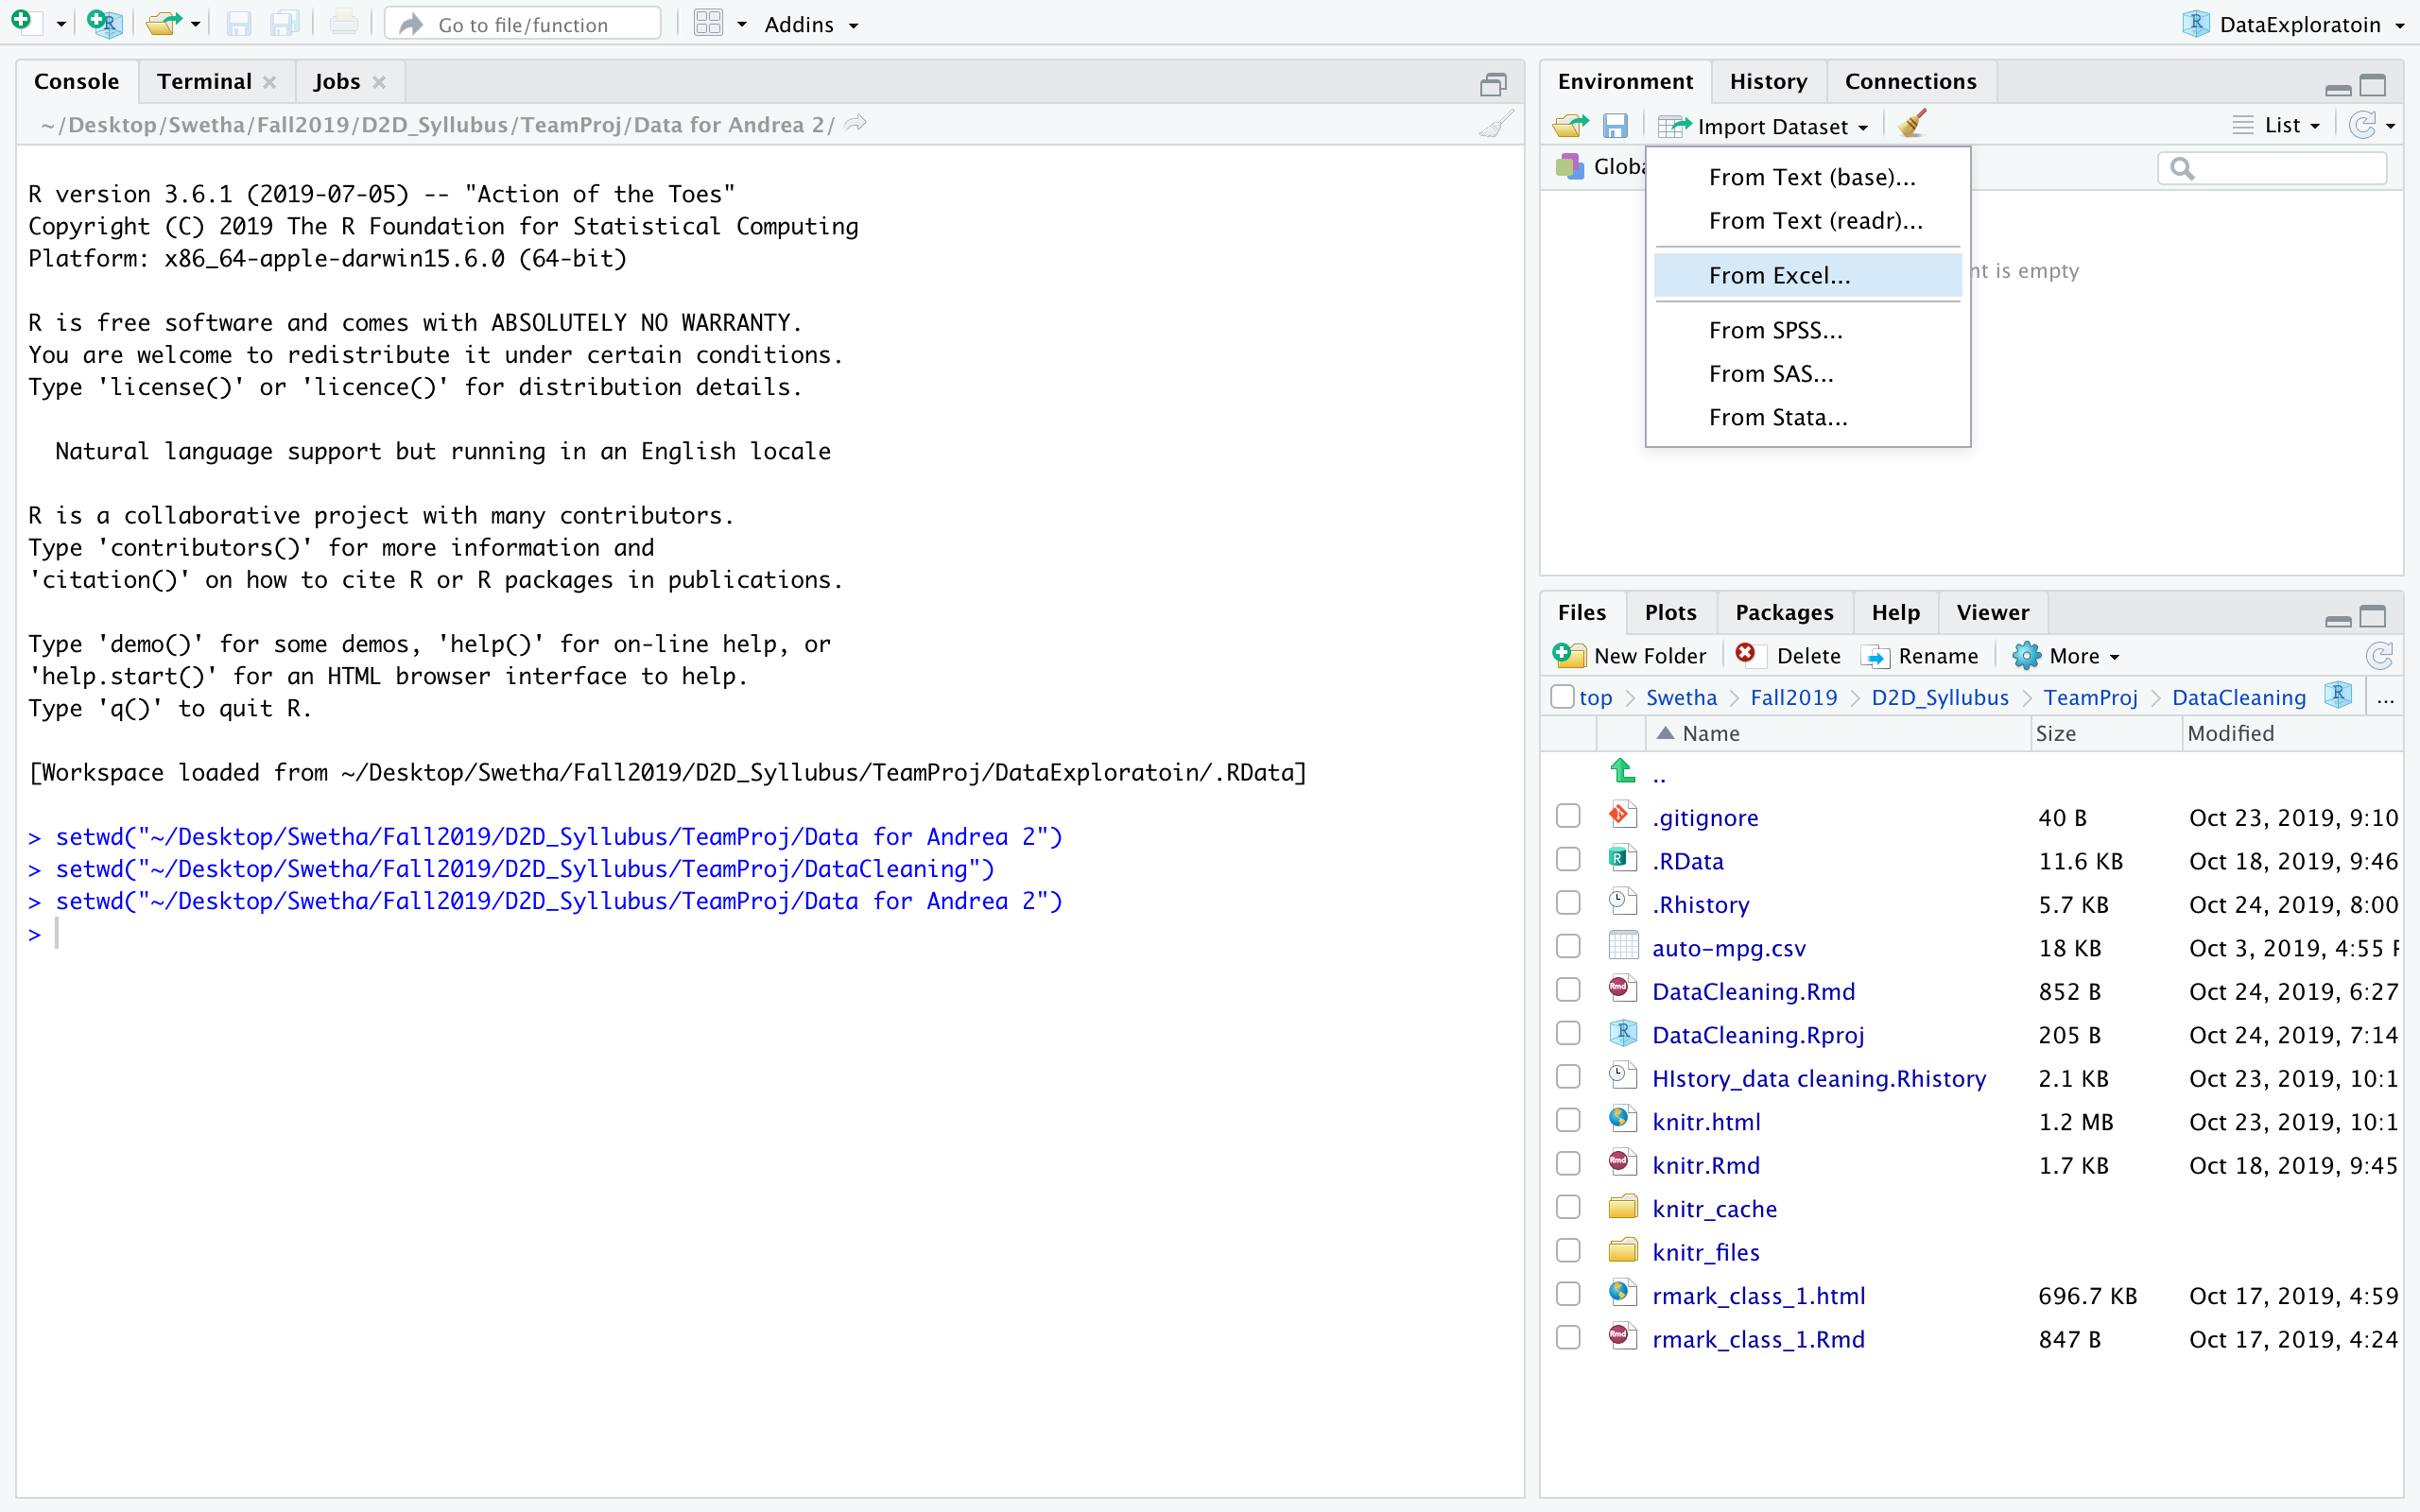 Go to file/function
Addins
DataExploratoin
Console
Terminal
Jobs
~/Desktop/Swetha/Fall2019/D2D_Syllubus/TeamProj/Data for Andrea 2/
R version 3.6.1 (2019-07-05) -- "Action of the Toes"
Copyright (C) 2019 The R Foundation for Statistical Computing
Platform: x86_64-apple-darwin15.6.0 (64-bit)
R is free software and comes with ABSOLUTELY NO WARRANTY.
You are welcome to redistribute it under certain conditions.
Type 'license()' or 'licence()' for distribution details.
Natural language support but running in an English locale
R is a collaborative project with many contributors.
Type 'contributors()' for more information and
'citation()' on how to cite R or R packages in publications.
Type 'demo()' for some demos, 'help()' for on-line help, or
'help.start()' for an HTML browser interface to help.
Type 'q()' to quit R.
[Workspace loaded from ~/Desktop/Swetha/Fall2019/D2D_Syllubus/TeamProj/DataExploratoin/.RData]
> setwd("~/Desktop/Swetha/Fall2019/D2D_Syllubus/TeamProj/Data for Andrea 2")
> setwd("~/Desktop/Swetha/Fall2019/D2D_Syllubus/TeamProj/DataCleaning")
> setwd("~/Desktop/Swetha/Fall2019/D2D_Syllubus/TeamProj/Data for Andrea 2")
>
Environment
History
Connections
Import Dataset
List
Globa
From Text (base)...
From Text (readr)...
From Excel...
nt is empty
From SPSS...
From SAS...
From Stata...
Files
Plots
Packages
Help
Viewer
New Folder
Delete
Rename
More
top > Swetha > Fall2019 > D2D_Syllubus > TeamProj > DataCleaning ...
Name Size Modified
..
.gitignore 40 B Oct 23, 2019, 9:10
.RData 11.6 KB Oct 18, 2019, 9:46
.Rhistory 5.7 KB Oct 24, 2019, 8:00
auto-mpg.csv 18 KB Oct 3, 2019, 4:55 P
DataCleaning.Rmd 852 B Oct 24, 2019, 6:27
DataCleaning.Rproj 205 B Oct 24, 2019, 7:14
HIstory_data cleaning.Rhistory 2.1 KB Oct 23, 2019, 10:1
knitr.html 1.2 MB Oct 23, 2019, 10:1
knitr.Rmd 1.7 KB Oct 18, 2019, 9:45
knitr_cache
knitr_files
rmark_class_1.html 696.7 KB Oct 17, 2019, 4:59
rmark_class_1.Rmd 847 B Oct 17, 2019, 4:24